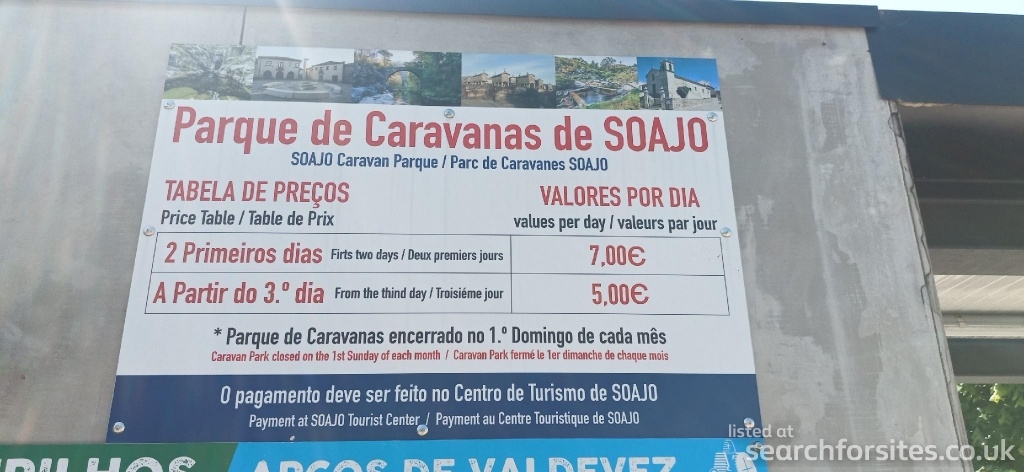 Parque de Caravanas de SOAJO
SOAJO Caravan Parque / Parc de Caravanes SOAJO
TABELA DE PREÇOS VALORES POR DIA
Price Table / Table de Prix values per day / valeurs par jour
2 Primeiros dias Firts two days / Deux premiers jours 7,00€
A Partir do 3.º dia From the third day / Troisiéme jour 5,00€
* Parque de Caravanas encerrado no 1.º Domingo de cada mês
Caravan Park closed on the 1st Sunday of each month / Caravan Park fermé le 1er dimanche de chaque mois
O pagamento deve ser feito no Centro de Turismo de SOAJO
Payment at SOAJO Tourist Center / Payment au Centre Touristique de SOAJO
ARCOS DE VALDEVEZ
listed at
searchforsites.co.uk